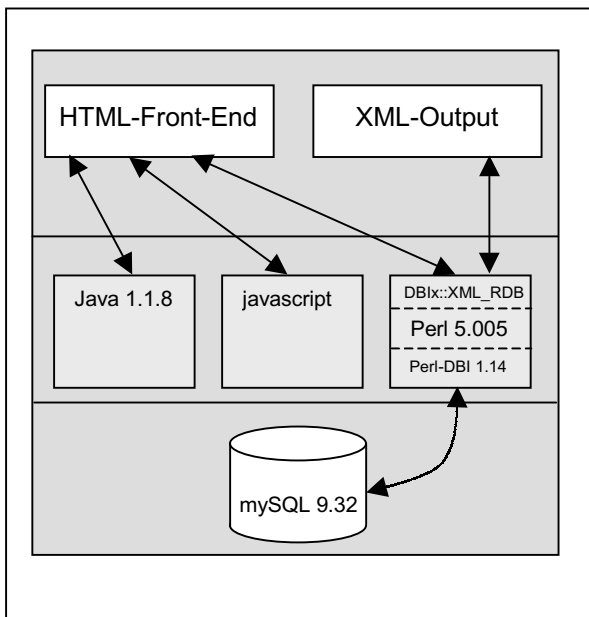 HTML-Front-End
XML-Output
Java 1.1.8
javascript
DBIx::XML_RDB
Perl 5.005
Perl-DBI 1.14
mySQL 9.32